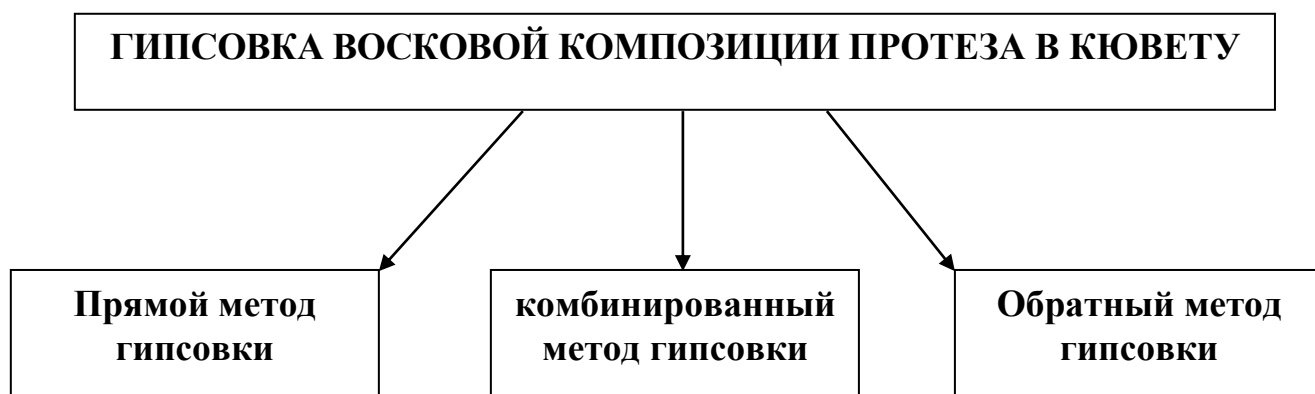 ГИПСОВКА ВОСКОВОЙ КОМПОЗИЦИИ ПРОТЕЗА В КЮВЕТУ
Прямой метод
гипсовки
комбинированный
метод гипсовки
Обратный метод
гипсовки